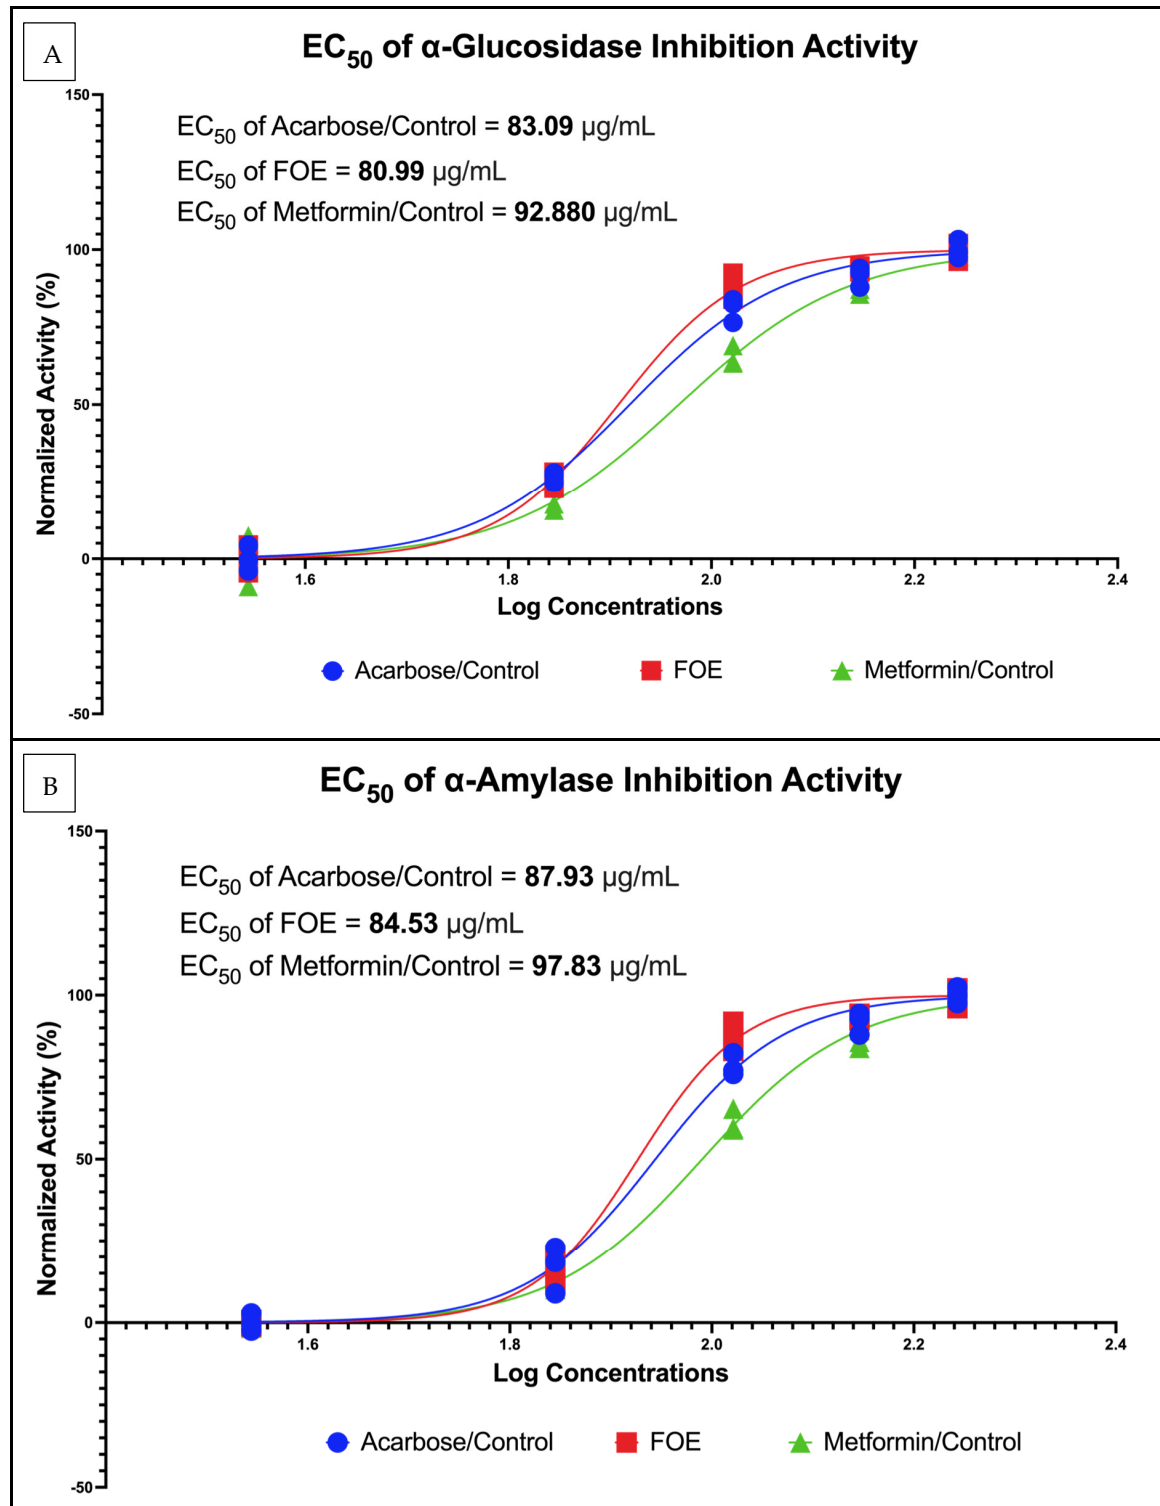 A
EC50 of α-Glucosidase Inhibition Activity
150
EC50 of Acarbose/Control = 83.09 µg/mL
EC50 of FOE = 80.99 µg/mL
EC50 of Metformin/Control = 92.880 µg/mL
100
Normalized Activity (%)
50
0
1.6 1.8 2.0 2.2 2.4
Log Concentrations
Acarbose/Control FOE Metformin/Control
-50
B
EC50 of α-Amylase Inhibition Activity
150
EC50 of Acarbose/Control = 87.93 µg/mL
EC50 of FOE = 84.53 µg/mL
EC50 of Metformin/Control = 97.83 µg/mL
100
Normalized Activity (%)
50
0
1.6 1.8 2.0 2.2 2.4
Log Concentrations
Acarbose/Control FOE Metformin/Control
-50